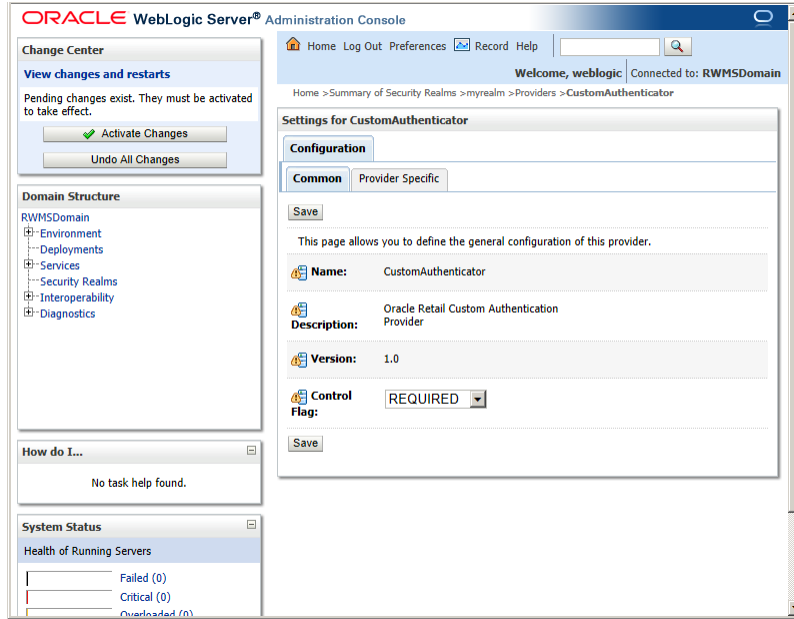 ORACLE WebLogic Server® Administration Console
Change Center
View changes and restarts
Pending changes exist. They must be activated
to take effect.
Activate Changes
Undo All Changes
Domain Structure
RWMSDomain
Environment
Deployments
Services
Security Realms
Interoperability
Diagnostics
How do I...
No task help found.
System Status
Health of Running Servers
Failed (0)
Critical (0)
Overloaded (0)
Home Log Out Preferences Record Help
Welcome, weblogic Connected to: RWMSDomain
Home >Summary of Security Realms >myrealm >Providers >CustomAuthenticator
Settings for CustomAuthenticator
Configuration
Common Provider Specific
Save
This page allows you to define the general configuration of this provider.
Name: CustomAuthenticator
Description: Oracle Retail Custom Authentication
Provider
Version: 1.0
Control
Flag: REQUIRED
Save